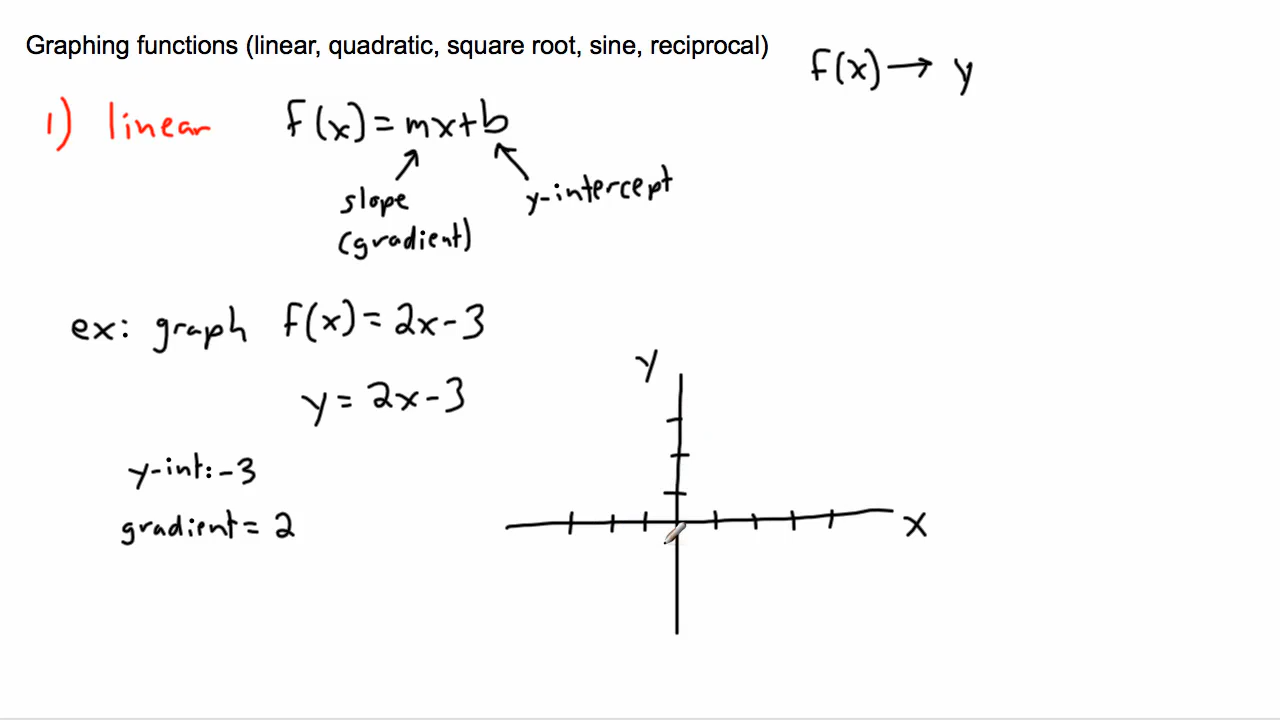 Graphing functions (linear, quadratic, square root, sine, reciprocal)
f(x) → y
1) linear f(x) = mx+b
slope
(gradient)
y-intercept
ex: graph f(x) = 2x-3
y = 2x-3
y-int: -3
gradient = 2
y
x